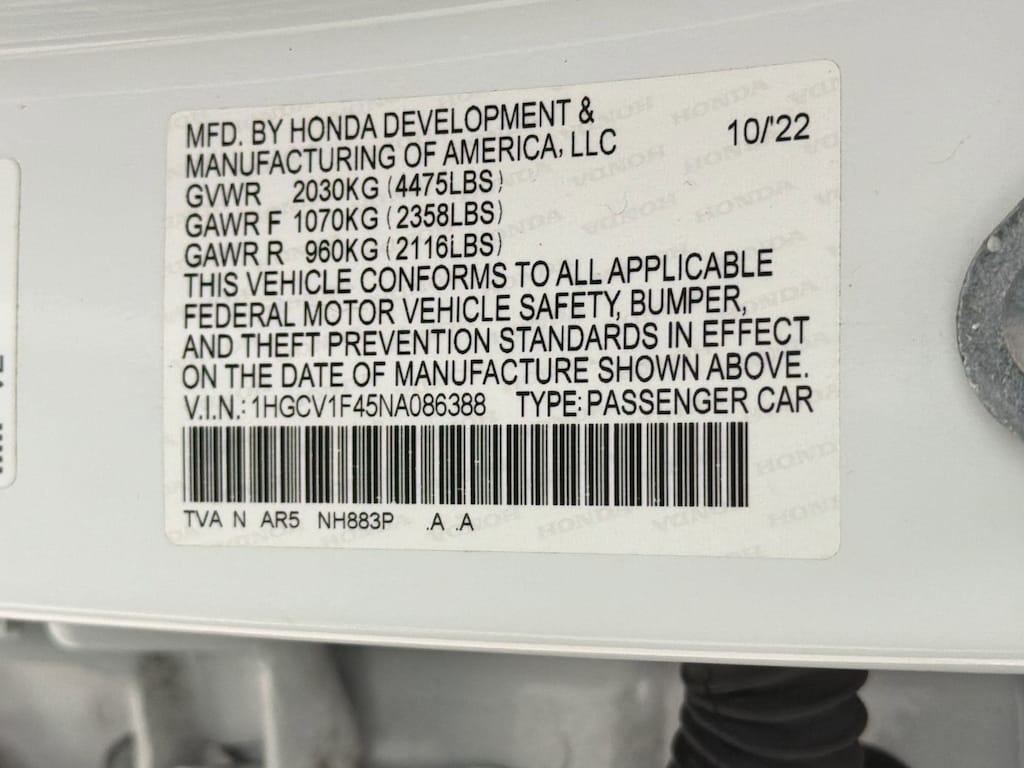 MFD. BY HONDA DEVELOPMENT &
MANUFACTURING OF AMERICA, LLC 10/'22
GVWR 2030KG (4475LBS)
GAWR F 1070KG (2358LBS)
GAWR R 960KG (2116LBS)
THIS VEHICLE CONFORMS TO ALL APPLICABLE
FEDERAL MOTOR VEHICLE SAFETY, BUMPER,
AND THEFT PREVENTION STANDARDS IN EFFECT
ON THE DATE OF MANUFACTURE SHOWN ABOVE.
V.I.N.: 1HGCV1F45NA086388 TYPE: PASSENGER CAR
TVA N AR5 NH883P .A .A